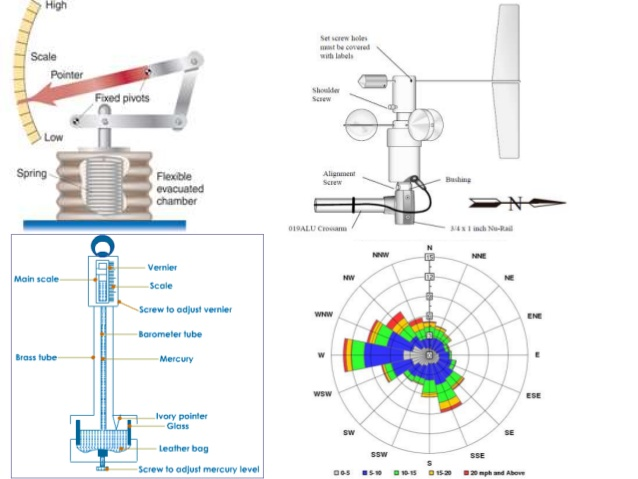 High
Scale
Pointer
Fixed pivots
Low
Spring
Flexible
evacuated
chamber
Set screw holes
must be covered
with labels
Shoulder
Screw
Alignment
Screw
Bushing
N
019ALU Crossarm
3/4 x 1 inch Nu-Rail
Vernier
Main scale
Scale
Screw to adjust vernier
Barometer tube
Brass tube
Mercury
Ivory pointer
Glass
Leather bag
Screw to adjust mercury level
N
NNW
NNE
NW
NE
WNW
ENE
W
E
WSW
ESE
SW
SE
SSW
SSE
S
15
0-5
5-10
10-15
15-20
20 mph and Above